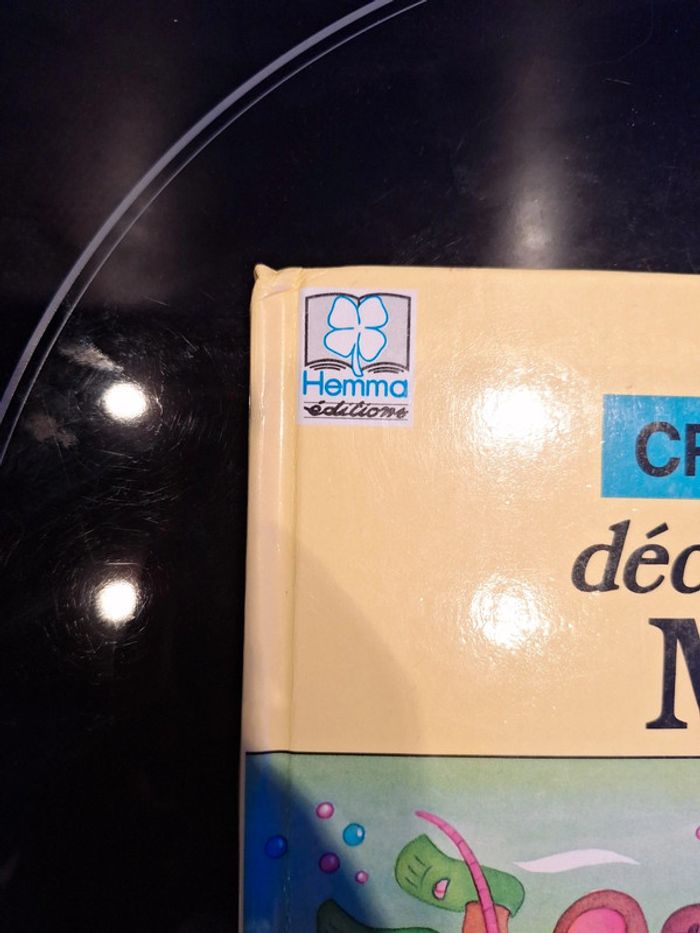 Hemma
éditions
CR
déc
M